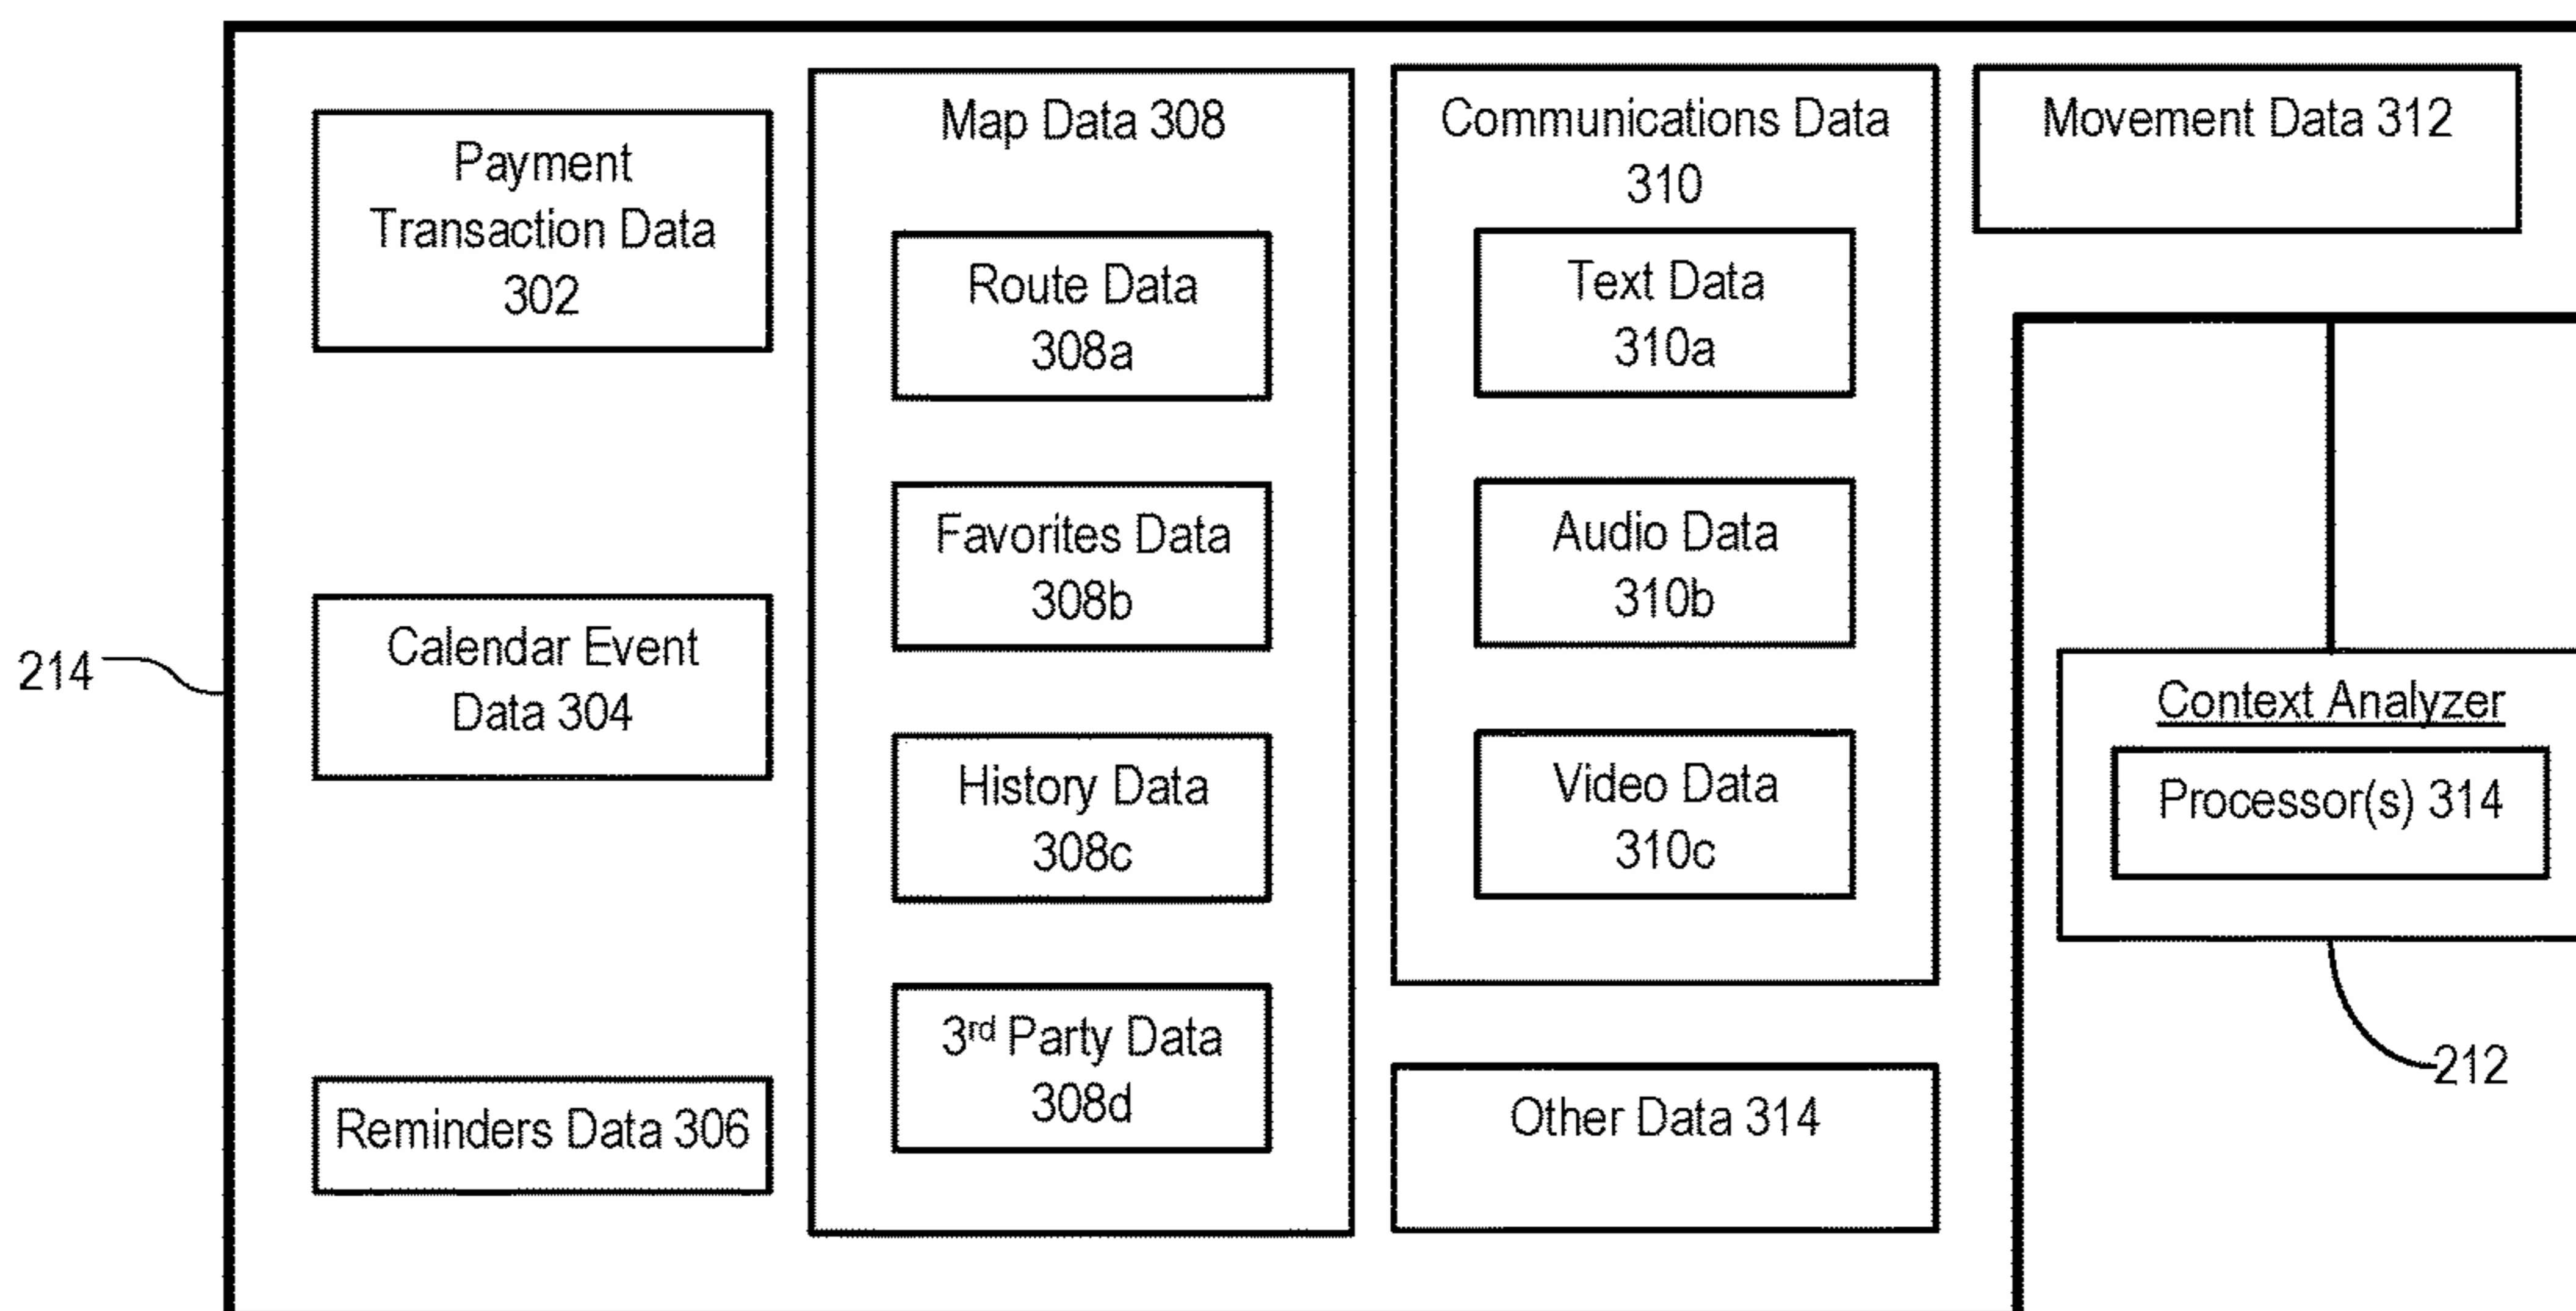 Payment
Transaction Data
302
Calendar Event
Data 304
Reminders Data 306
214
Map Data 308
Route Data
308a
Favorites Data
308b
History Data
308c
3rd Party Data
308d
Communications Data
310
Text Data
310a
Audio Data
310b
Video Data
310c
Other Data 314
Movement Data 312
Context Analyzer
Processor(s) 314
212